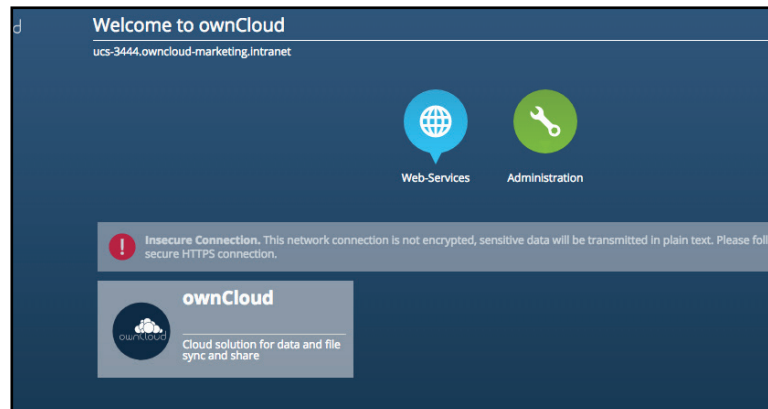 d
Welcome to ownCloud
ucs-3444.owncloud-marketing.intranet
Web-Services
Administration
Insecure Connection. This network connection is not encrypted, sensitive data will be transmitted in plain text. Please foll
secure HTTPS connection.
ownCloud
ownCloud
Cloud solution for data and file
sync and share